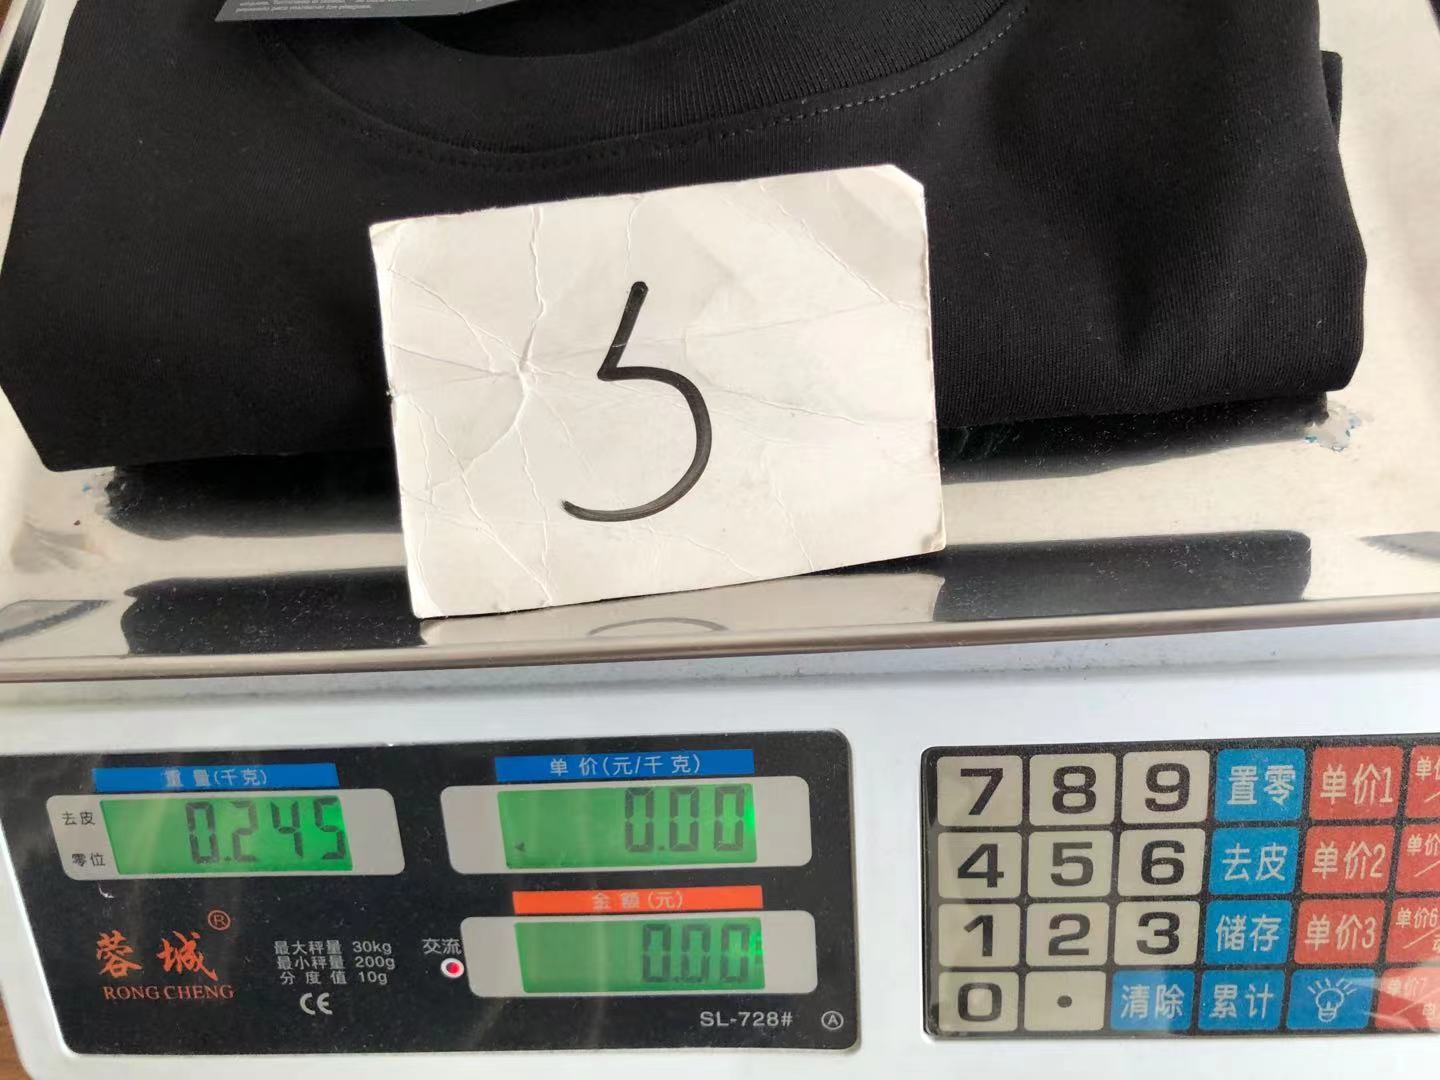 5
重量(千克)
去皮
零位
0.245
单价(元/千克)
0.00
金额(元)
0.00
蓉城®
RONG CHENG
最大秤量 30kg
最小秤量 200g
分度值 10g
CE
交流
SL-728# Ⓐ
7 8 9 置零 单价1
4 5 6 去皮 单价2
1 2 3 储存 单价3
0 . 清除 累计